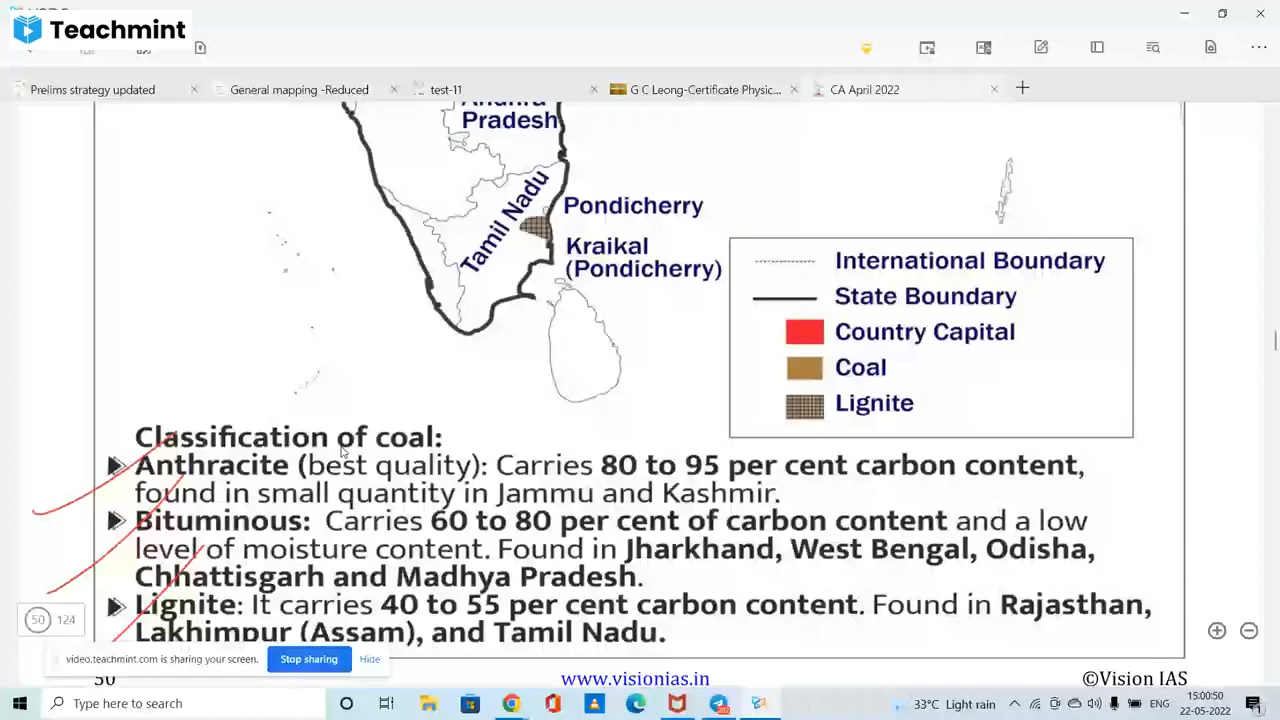 Teachmint
Prelims strategy updated
General mapping -Reduced
test-11
G C Leong-Certificate Physic...
CA April 2022
Andhra
Pradesh
Tamil Nadu
Pondicherry
Kraikal
(Pondicherry)
International Boundary
State Boundary
Country Capital
Coal
Lignite
Classification of coal:
Anthracite (best quality): Carries 80 to 95 per cent carbon content,
found in small quantity in Jammu and Kashmir.
Bituminous: Carries 60 to 80 per cent of carbon content and a low
level of moisture content. Found in Jharkhand, West Bengal, Odisha,
Chhattisgarh and Madhya Pradesh.
Lignite: It carries 40 to 55 per cent carbon content. Found in Rajasthan,
Lakhimpur (Assam), and Tamil Nadu.
50 124
video.teachmint.com is sharing your screen. Stop sharing Hide
50 www.visionias.in ©Vision IAS
Type here to search
33°C Light rain
ENG
15:00:50
22-05-2022